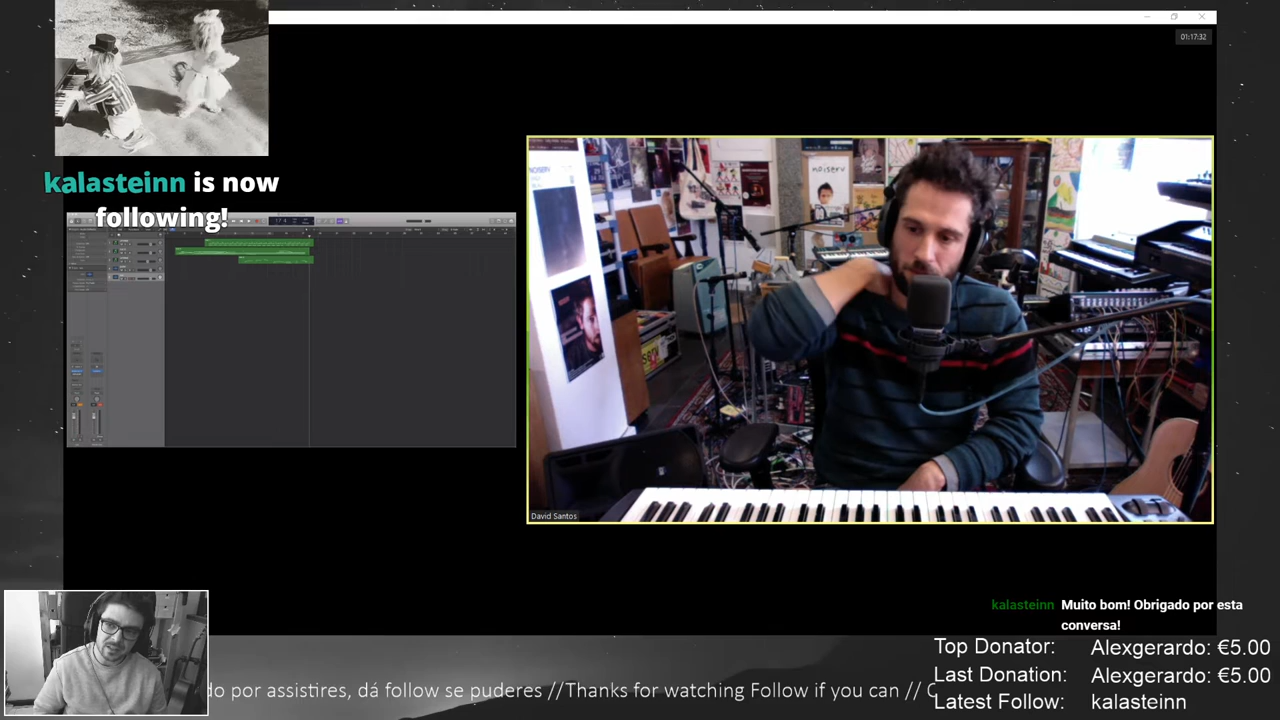 01:17:32
kalasteinn is now
following!
noiserv
David Santos
kalasteinn Muito bom! Obrigado por esta
conversa!
Top Donator: Alexgerardo: €5.00
Last Donation: Alexgerardo: €5.00
Latest Follow: kalasteinn
do por assistires, dá follow se puderes //Thanks for watching Follow if you can //